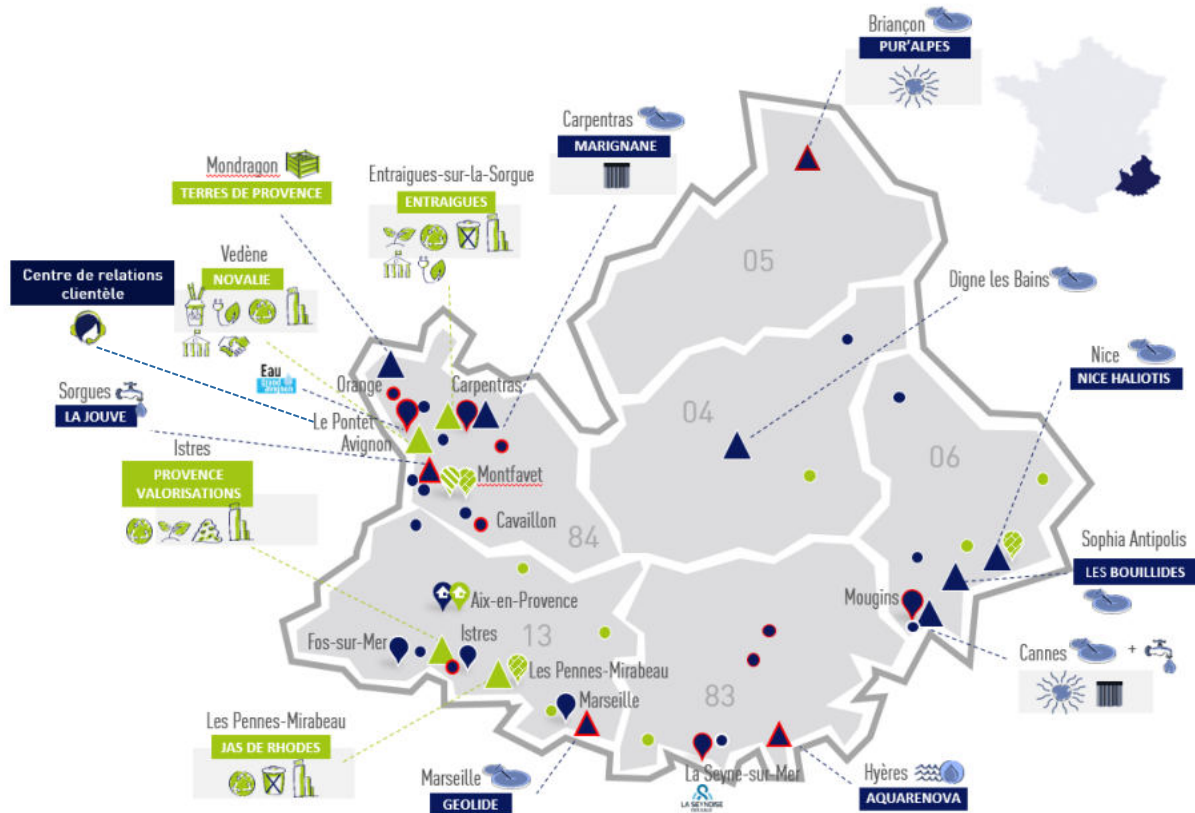 Briançon
PUR'ALPES
Carpentras
MARIGNANE
Mondragon
TERRES DE PROVENCE
Entraigues-sur-la-Sorgue
ENTRAIGUES
Vedène
NOVALIE
Centre de relations
clientèle
05
Digne les Bains
Nice
NICE HALIOTIS
Eau
Sorgues
LA JOUVE
Orange
Carpentras
Le Pontet
Avignon
04
06
Istres
PROVENCE
VALORISATIONS
Montfavet
Cavaillon
84
Sophia Antipolis
LES BOUILLIDES
Mougins
Aix-en-Provence
13
Fos-sur-Mer
Istres
Les Pennes-Mirabeau
Marseille
83
Cannes
+
Les Pennes-Mirabeau
JAS DE RHODES
Marseille
GEOLIDE
La Seyne-sur-Mer
LA SEYNOISE
Hyères
AQUARENOVA